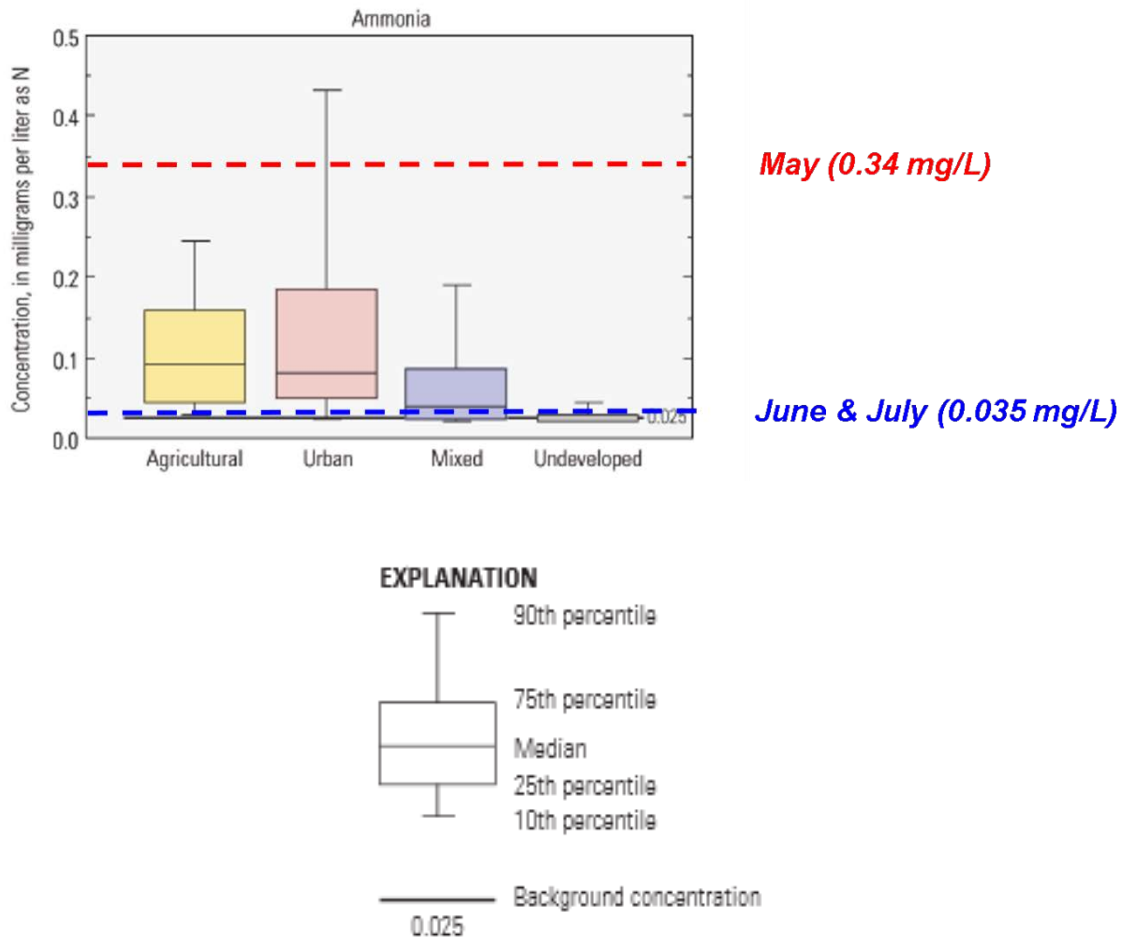 Ammonia
Concentration, in milligrams per liter as N
0.5
0.4
0.3
0.2
0.1
0.0
May (0.34 mg/L)
June & July (0.035 mg/L)
0.025
Agricultural
Urban
Mixed
Undeveloped
EXPLANATION
90th percentile
75th percentile
Median
25th percentile
10th percentile
Background concentration
0.025